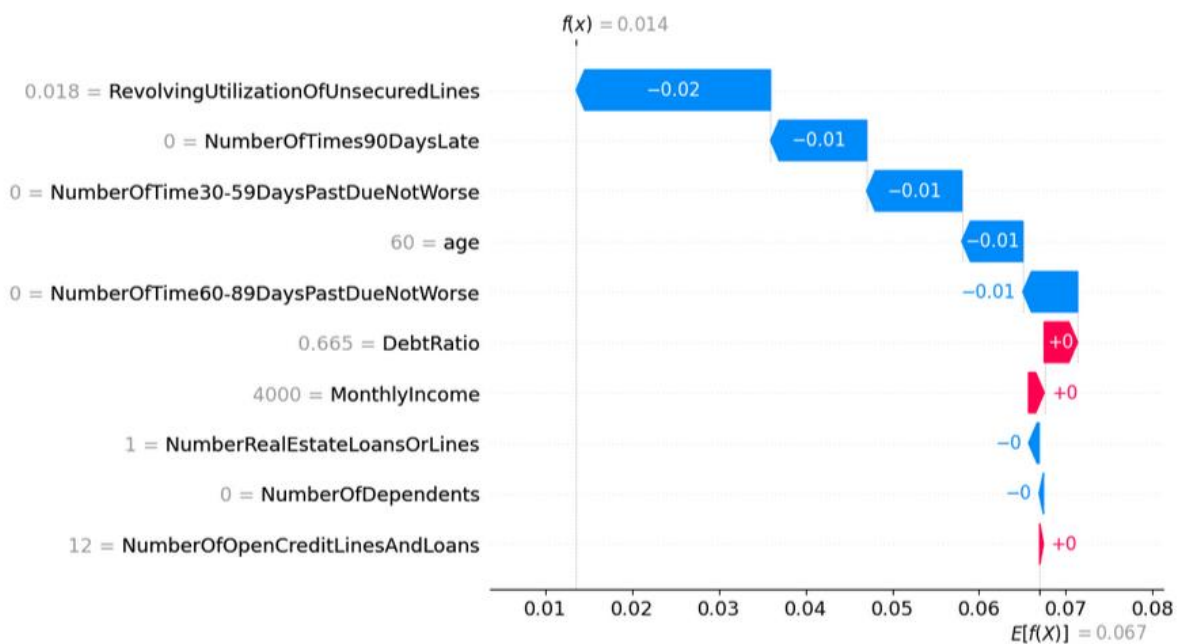 f(x) = 0.014
0.018 = RevolvingUtilizationOfUnsecuredLines −0.02
0 = NumberOfTimes90DaysLate −0.01
0 = NumberOfTime30-59DaysPastDueNotWorse −0.01
60 = age −0.01
0 = NumberOfTime60-89DaysPastDueNotWorse −0.01
0.665 = DebtRatio +0
4000 = MonthlyIncome +0
1 = NumberRealEstateLoansOrLines −0
0 = NumberOfDependents −0
12 = NumberOfOpenCreditLinesAndLoans +0
0.01 0.02 0.03 0.04 0.05 0.06 0.07 0.08
E[f(X)] = 0.067